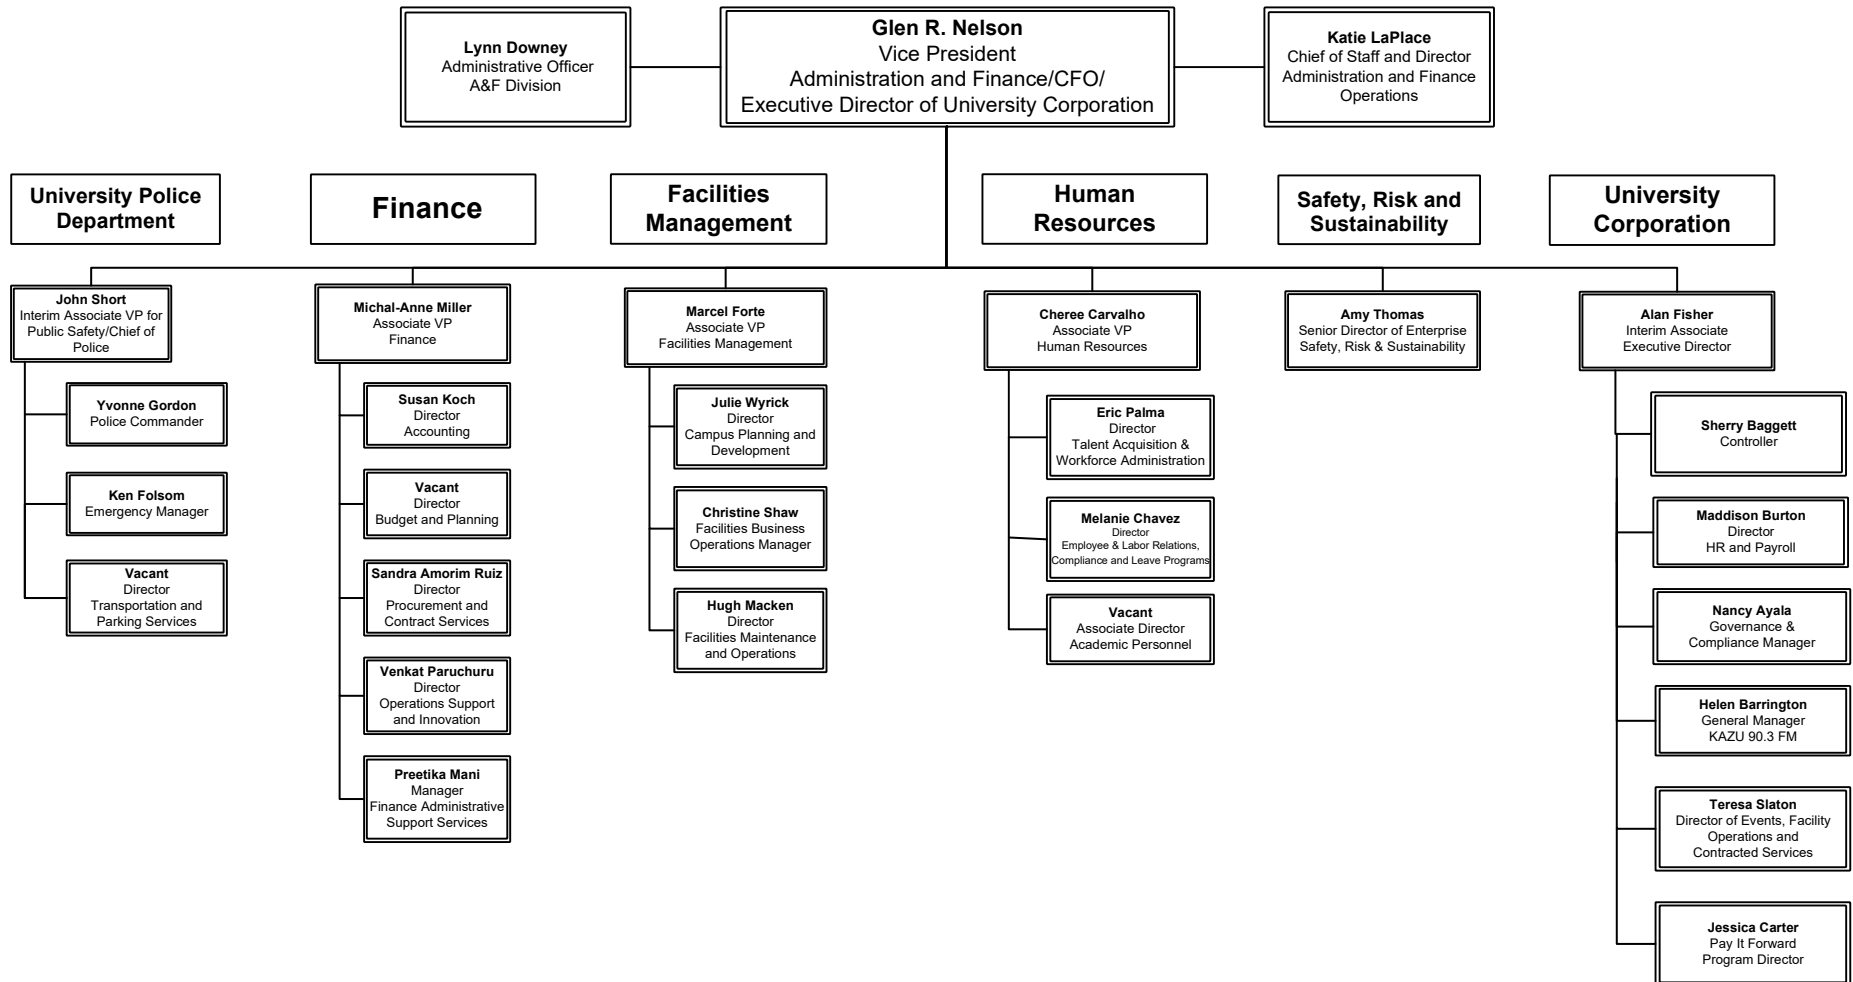 Lynn Downey
Administrative Officer
A&F Division
Glen R. Nelson
Vice President
Administration and Finance/CFO/
Executive Director of University Corporation
Katie LaPlace
Chief of Staff and Director
Administration and Finance
Operations
University Police
Department
Finance
Facilities
Management
Human
Resources
Safety, Risk and
Sustainability
University
Corporation
John Short
Interim Associate VP for
Public Safety/Chief of
Police
Yvonne Gordon
Police Commander
Ken Folsom
Emergency Manager
Vacant
Director
Transportation and
Parking Services
Michal-Anne Miller
Associate VP
Finance
Susan Koch
Director
Accounting
Vacant
Director
Budget and Planning
Sandra Amorim Ruiz
Director
Procurement and
Contract Services
Venkat Paruchuru
Director
Operations Support
and Innovation
Preetika Mani
Manager
Finance Administrative
Support Services
Marcel Forte
Associate VP
Facilities Management
Julie Wyrick
Director
Campus Planning and
Development
Christine Shaw
Facilities Business
Operations Manager
Hugh Macken
Director
Facilities Maintenance
and Operations
Cheree Carvalho
Associate VP
Human Resources
Eric Palma
Director
Talent Acquisition &
Workforce Administration
Melanie Chavez
Director
Employee & Labor Relations,
Compliance and Leave Programs
Vacant
Associate Director
Academic Personnel
Amy Thomas
Senior Director of Enterprise
Safety, Risk & Sustainability
Alan Fisher
Interim Associate
Executive Director
Sherry Baggett
Controller
Maddison Burton
Director
HR and Payroll
Nancy Ayala
Governance &
Compliance Manager
Helen Barrington
General Manager
KAZU 90.3 FM
Teresa Slaton
Director of Events, Facility
Operations and
Contracted Services
Jessica Carter
Pay It Forward
Program Director